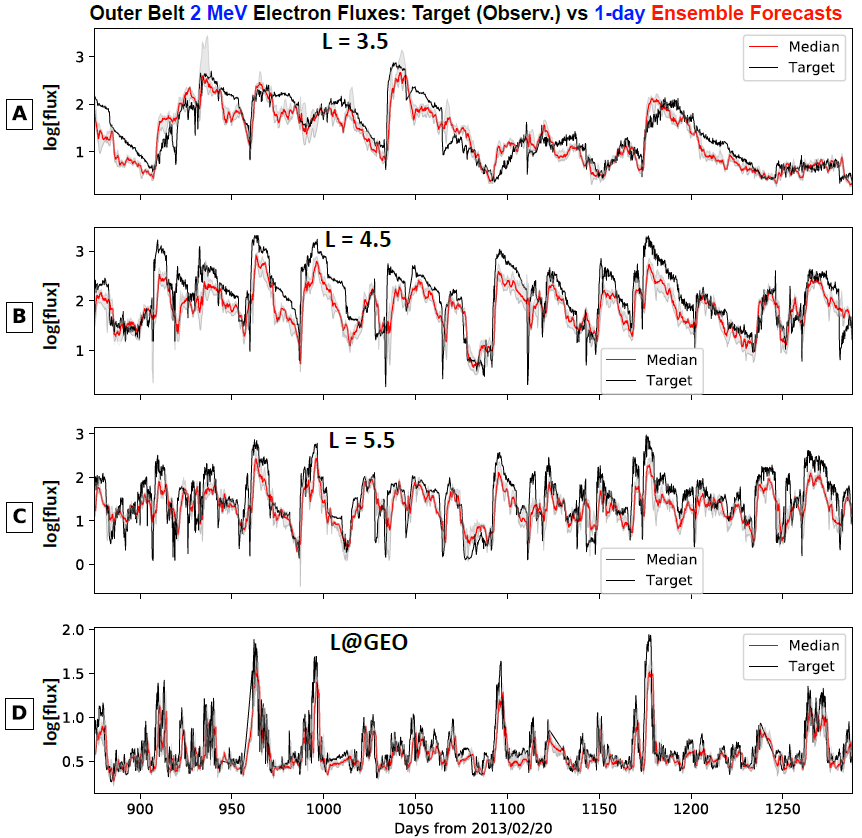 Outer Belt 2 MeV Electron Fluxes: Target (Observ.) vs 1-day Ensemble Forecasts
L = 3.5
A
log[flux]
3
2
1
Median
Target
L = 4.5
B
log[flux]
3
2
1
Median
Target
L = 5.5
C
log[flux]
3
2
1
0
Median
Target
L@GEO
D
log[flux]
2.0
1.5
1.0
0.5
Median
Target
900 950 1000 1050 1100 1150 1200 1250
Days from 2013/02/20